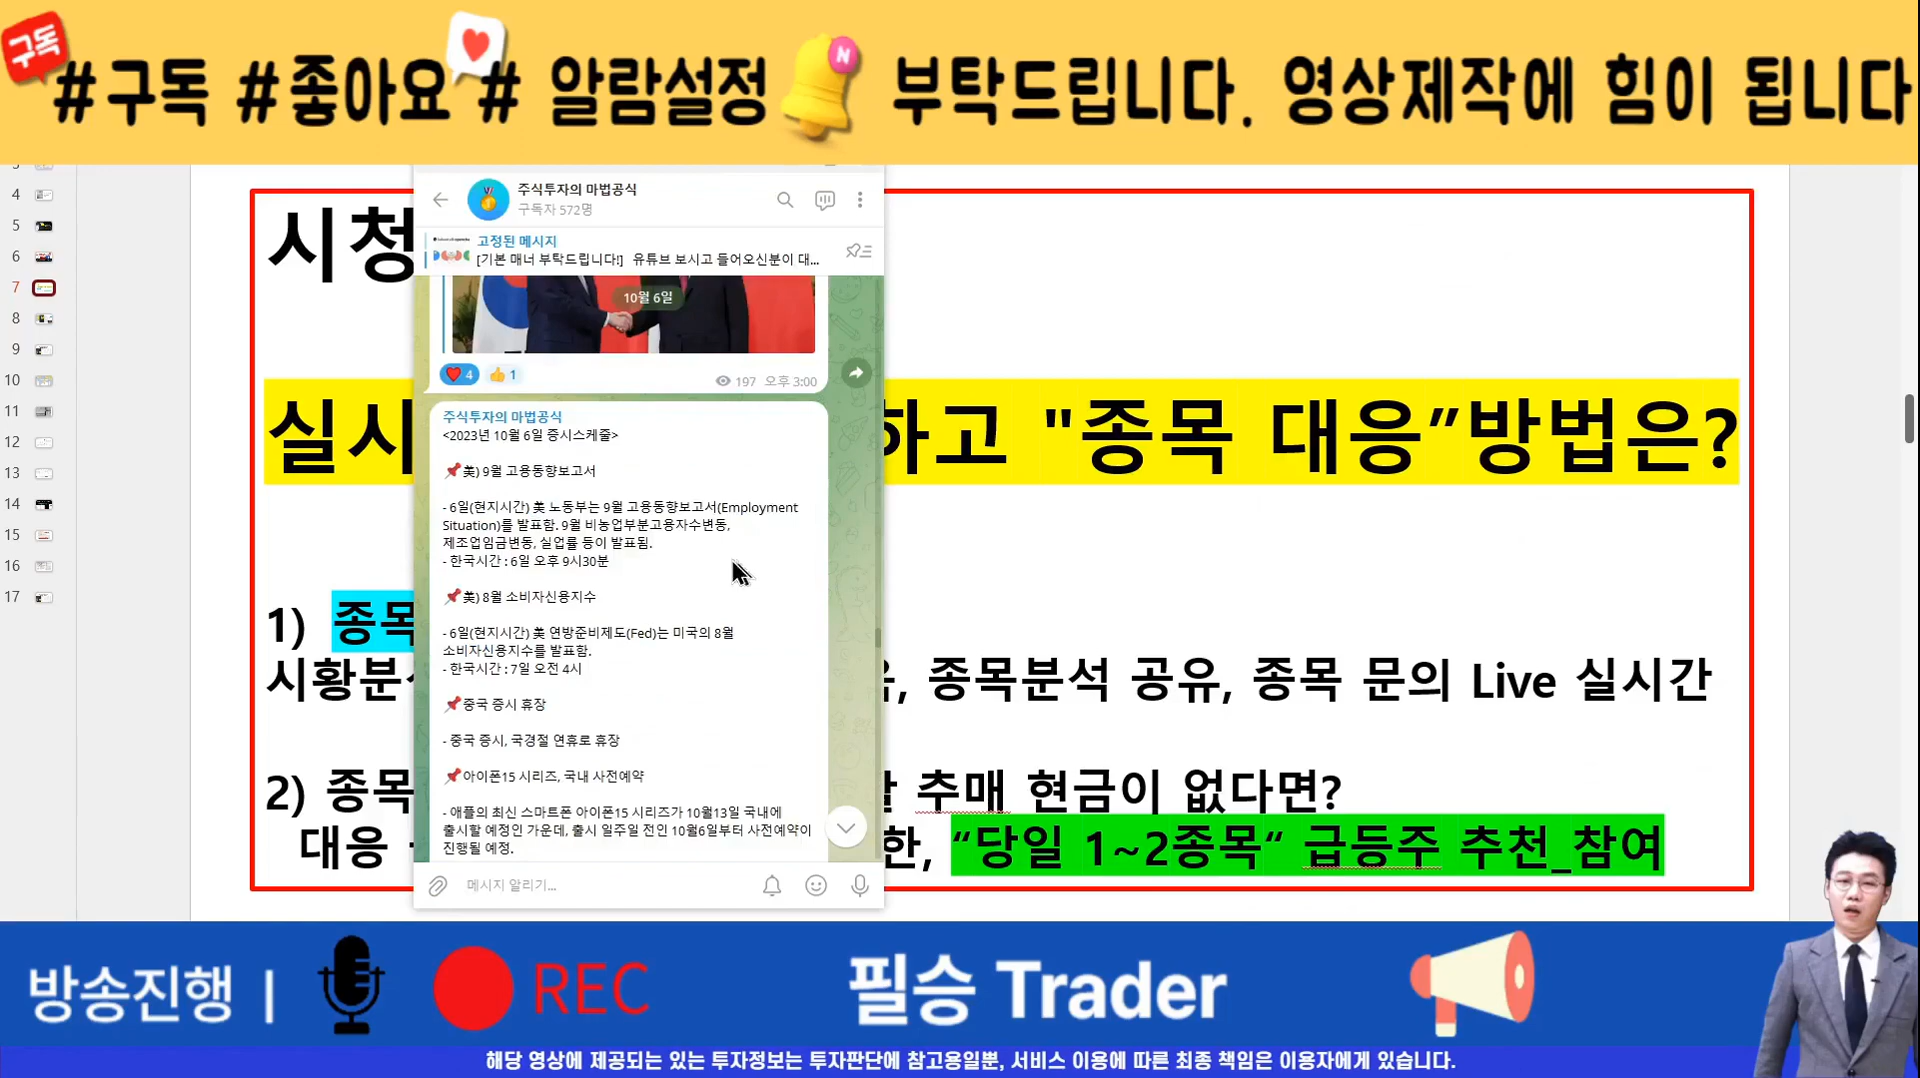 구독
#구독 #좋아요 # 알람설정 부탁드립니다. 영상제작에 힘이 됩니다
N
4
5
6
7
8
9
10
11
12
13
14
15
16
17
시청
실시 하고 "종목 대응”방법은?
1) 종목
시황분 , 종목분석 공유, 종목 문의 Live 실시간
2) 종목 추매 현금이 없다면?
대응 한, “당일 1~2종목“ 급등주 추천_참여
주식투자의 마법공식
구독자 572명
고정된 메시지
[기본 매너 부탁드립니다!] 유튜브 보시고 들어오신분이 대...
10월 6일
4 1
197 오후 3:00
주식투자의 마법공식
<2023년 10월 6일 증시스케줄>
美) 9월 고용동향보고서
- 6일(현지시간) 美 노동부는 9월 고용동향보고서(Employment
Situation)를 발표함. 9월 비농업부분고용자수변동,
제조업임금변동, 실업률 등이 발표됨.
- 한국시간 : 6일 오후 9시30분
美) 8월 소비자신용지수
- 6일(현지시간) 美 연방준비제도(Fed)는 미국의 8월
소비자신용지수를 발표함.
- 한국시간 : 7일 오전 4시
중국 증시 휴장
- 중국 증시, 국경절 연휴로 휴장
아이폰15 시리즈, 국내 사전예약
- 애플의 최신 스마트폰 아이폰15 시리즈가 10월13일 국내에
출시할 예정인 가운데, 출시 일주일 전인 10월6일부터 사전예약이
진행될 예정.
메시지 알리기...
방송진행 | REC 필승 Trader
해당 영상에 제공되는 있는 투자정보는 투자판단에 참고용일뿐, 서비스 이용에 따른 최종 책임은 이용자에게 있습니다.